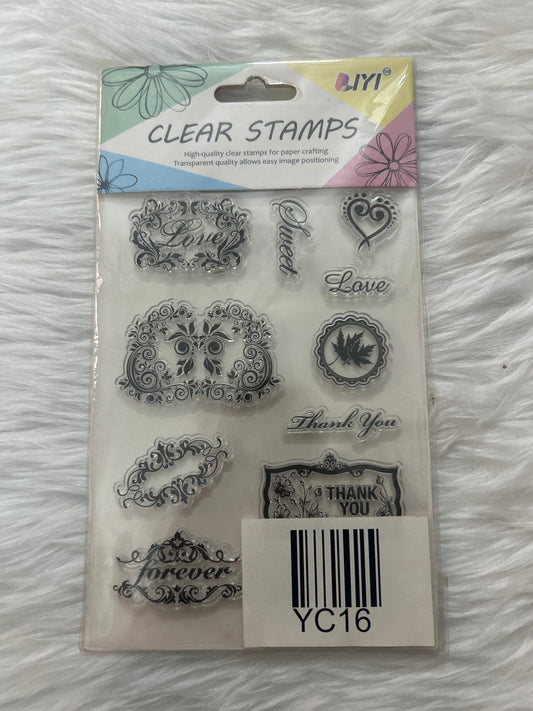 LIYI
CLEAR STAMPS
High-quality clear stamps for paper crafting
Transparent quality allows easy image positioning
Love
Sweet
Love
Thank You
THANK
YOU
forever
YC16